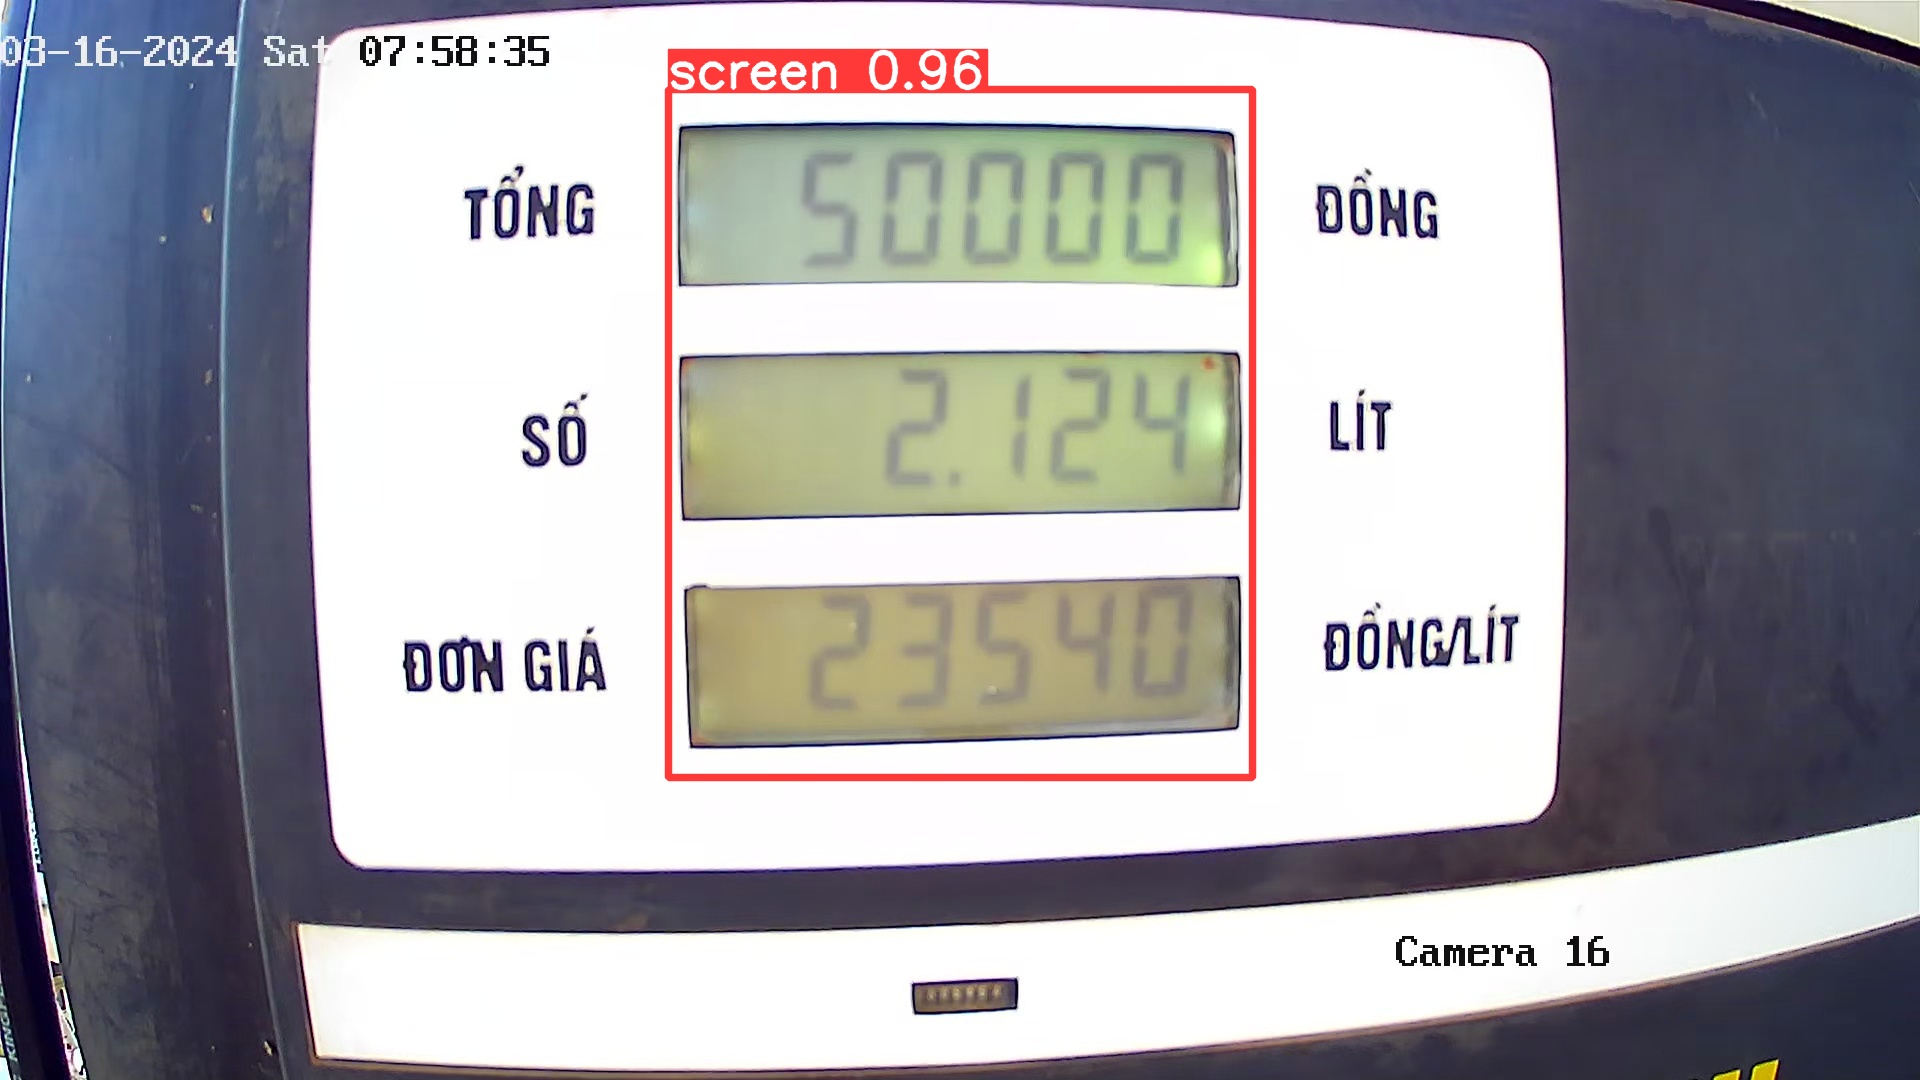 03-16-2024 Sat 07:58:35
screen 0.96
TỔNG 50000 ĐỒNG
SỐ 2.124 LÍT
ĐƠN GIÁ 23540 ĐỒNG/LÍT
Camera 16